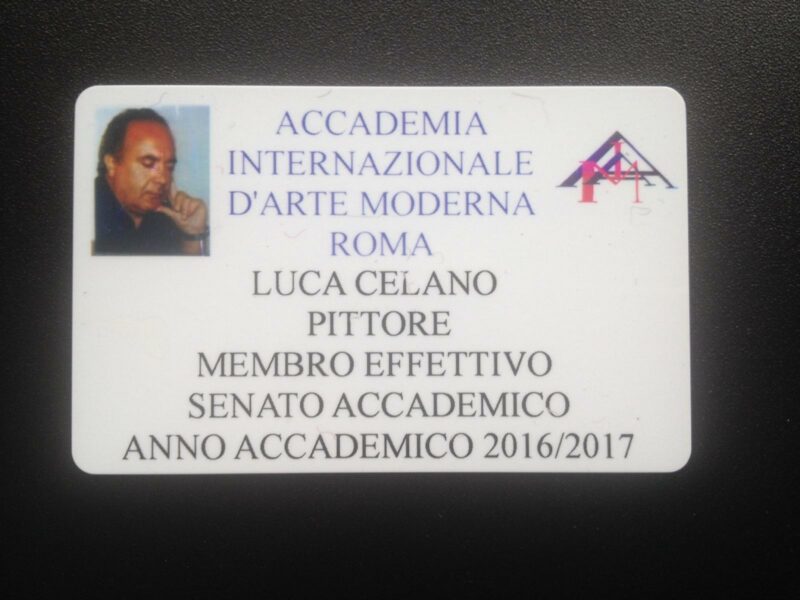 ACCADEMIA
INTERNAZIONALE
D'ARTE MODERNA
ROMA
LUCA CELANO
PITTORE
MEMBRO EFFETTIVO
SENATO ACCADEMICO
ANNO ACCADEMICO 2016/2017